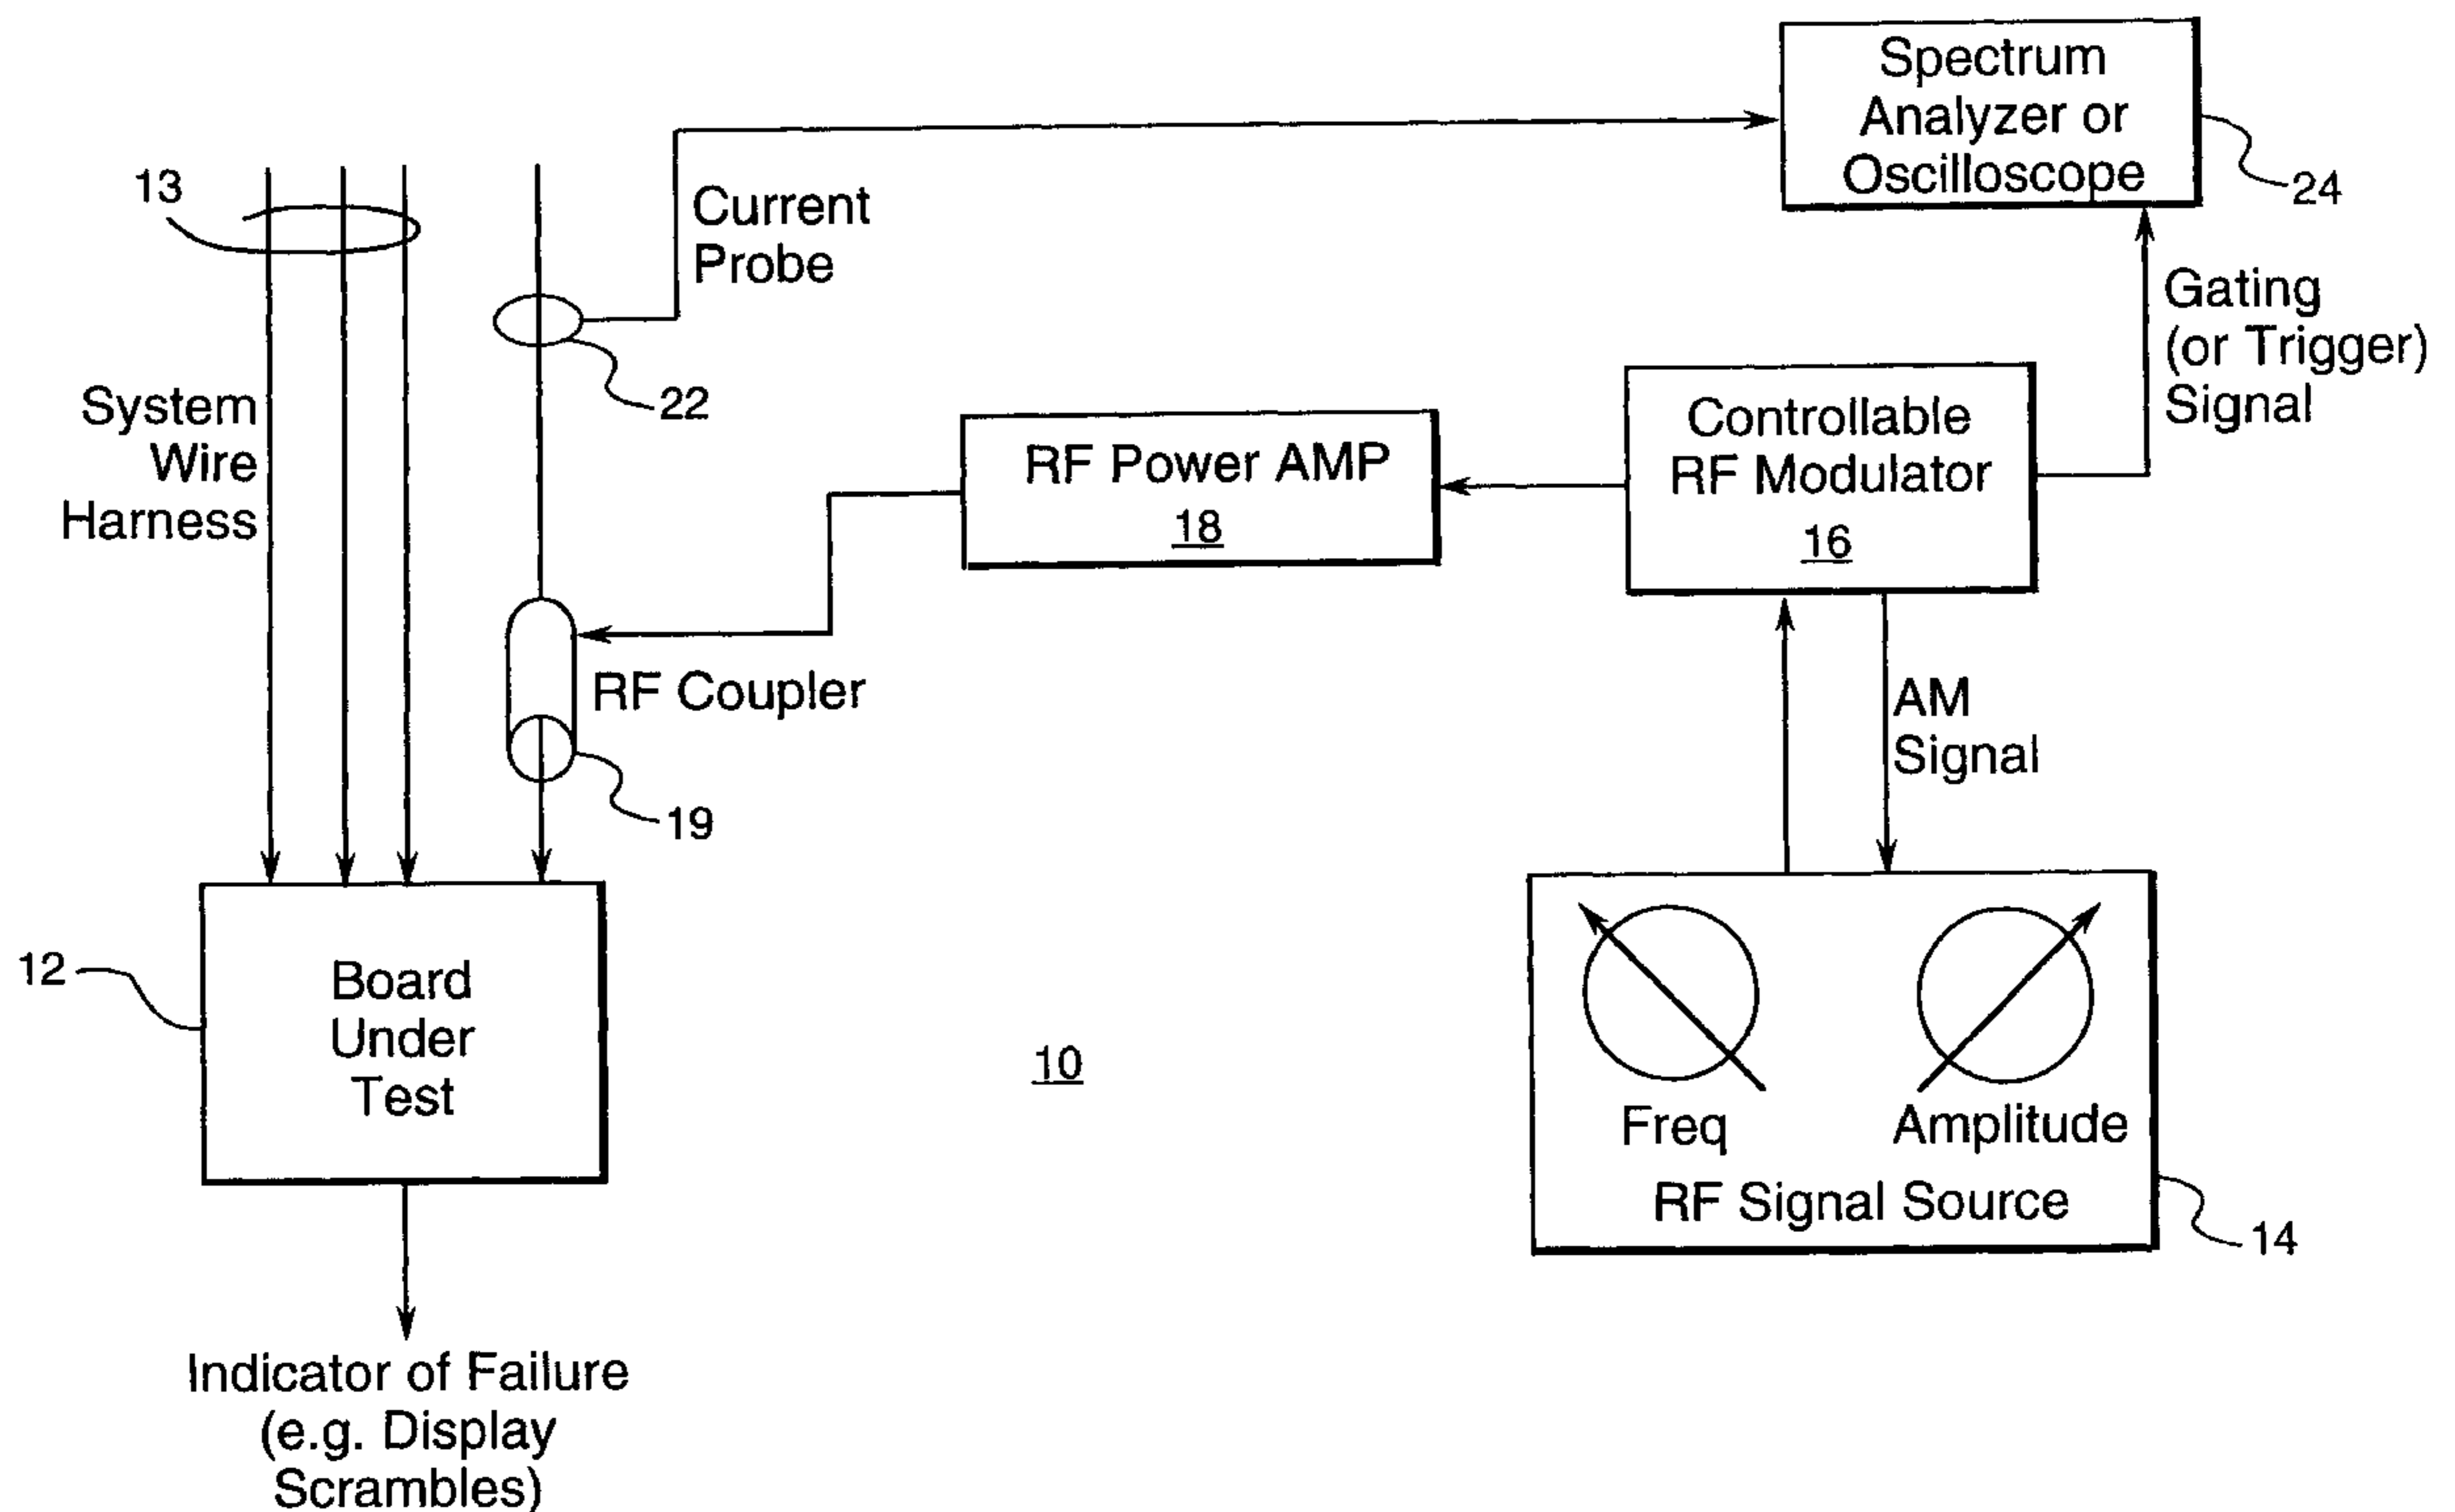 Spectrum
Analyzer or
Oscilloscope
24
13
Current
Probe
Gating
(or Trigger)
Signal
22
System
Wire
Harness
RF Power AMP
18
Controllable
RF Modulator
16
RF Coupler
AM
Signal
19
12
Board
Under
Test
10
Freq
Amplitude
RF Signal Source
14
Indicator of Failure
(e.g. Display
Scrambles)